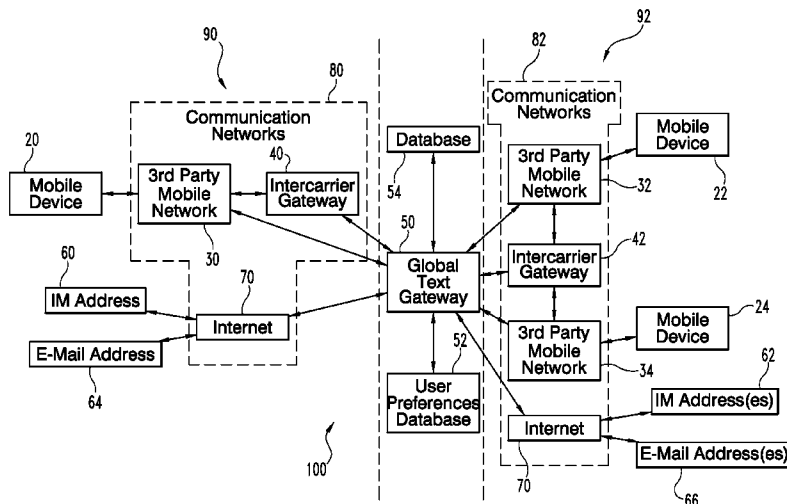 90
92
82
80
Communication
Networks
Communication
Networks
20
40
Database
54
Mobile
Device
22
3rd Party
Mobile
Network
32
Mobile
Device
3rd Party
Mobile
Network
30
Intercarrier
Gateway
50
42
Global
Text
Gateway
Intercarrier
Gateway
60
70
IM Address
Internet
24
Mobile
Device
E-Mail Address
64
52
3rd Party
Mobile
Network
34
62
User
Preferences
Database
IM Address(es)
Internet
70
E-Mail Address(es)
66
100